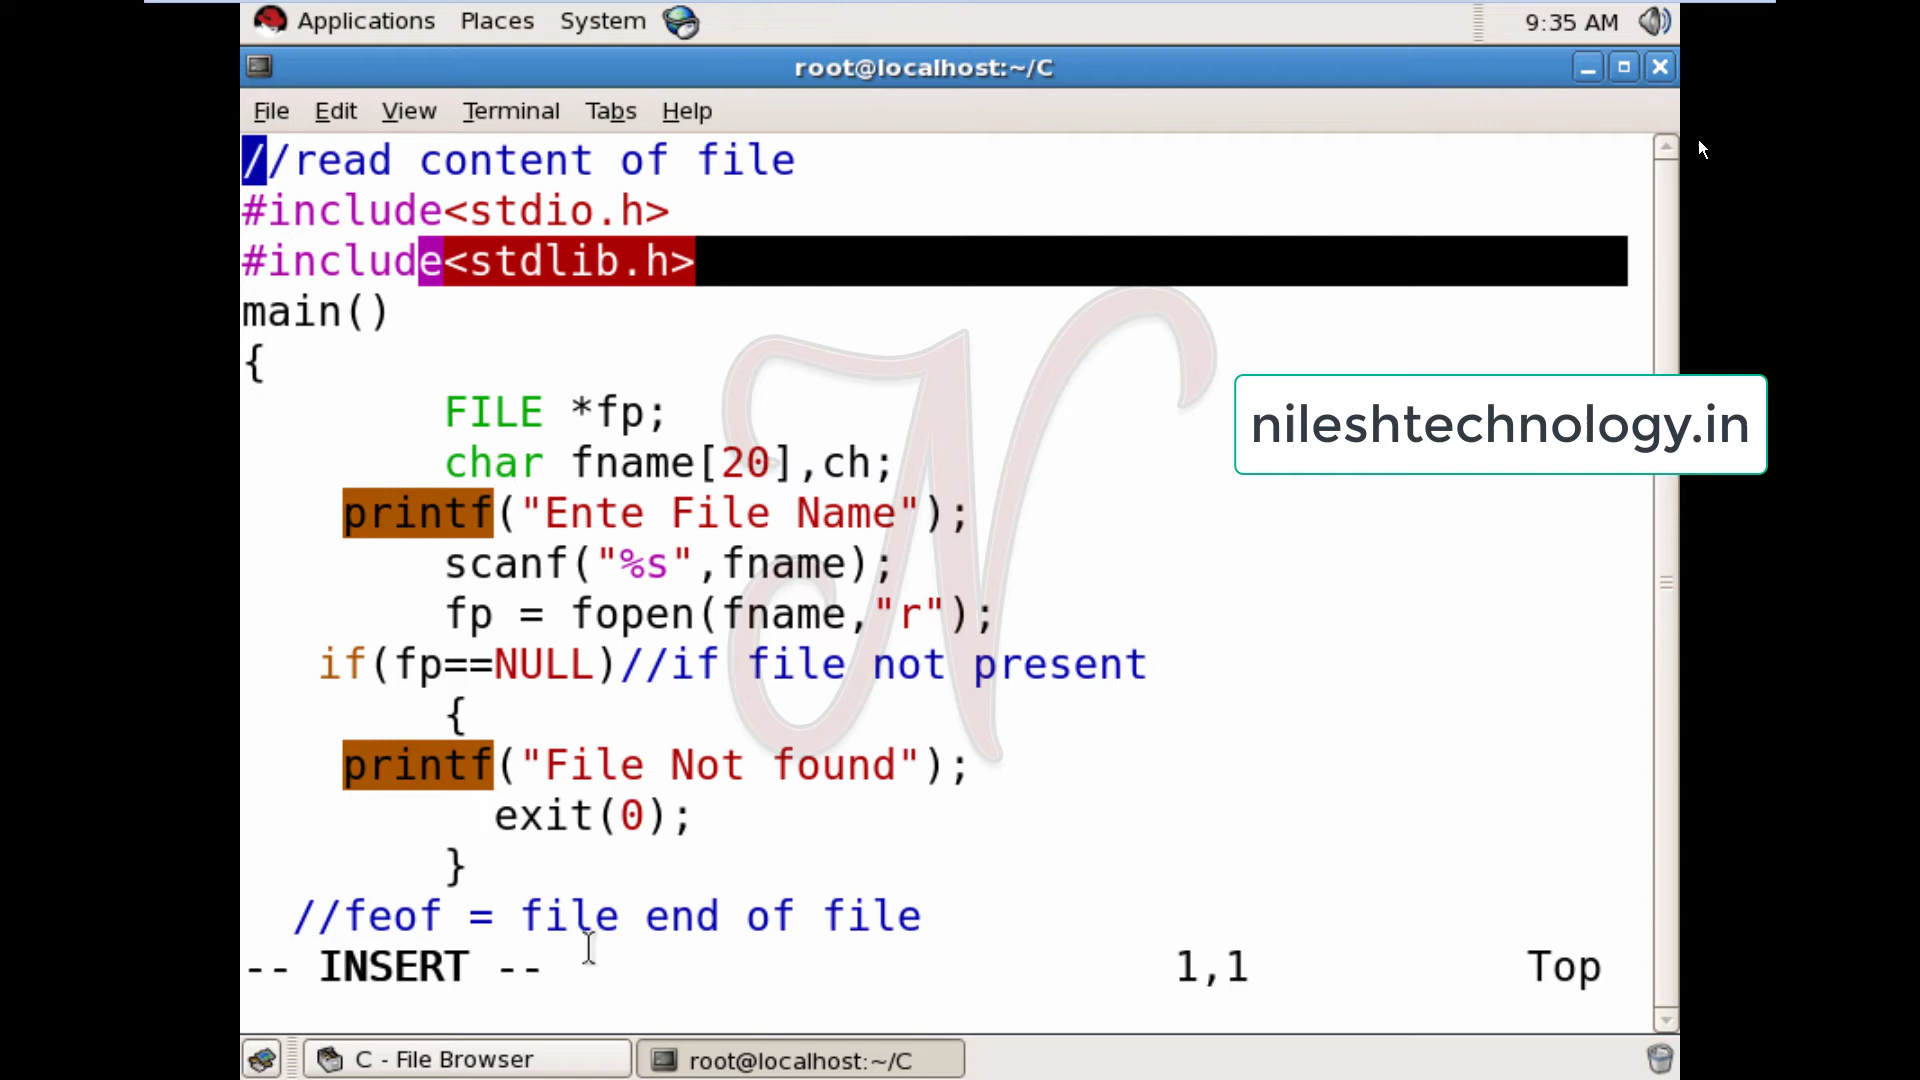 Applications Places System 9:35 AM
root@localhost:~/C
File Edit View Terminal Tabs Help
//read content of file
#include<stdio.h>
#include<stdlib.h>
main()
{
FILE *fp;
char fname[20],ch;
nileshtechnology.in
printf("Ente File Name");
scanf("%s",fname);
fp = fopen(fname,"r");
if(fp==NULL)//if file not present
{
printf("File Not found");
exit(0);
}
//feof = file end of file
-- INSERT -- 1,1 Top
C - File Browser root@localhost:~/C